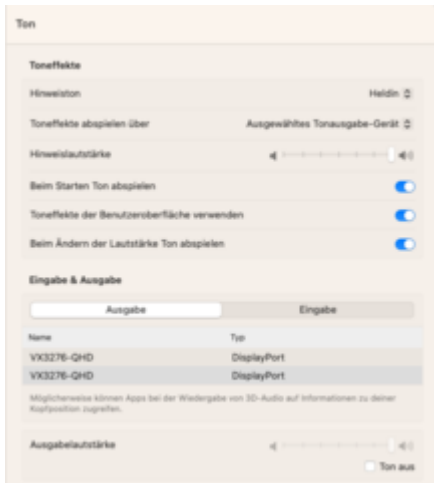 Ton
Toneffekte
Hinweiston Heldin
Toneffekte abspielen über Ausgewähltes Tonausgabe-Gerät
Hinweislautstärke
Beim Starten Ton abspielen
Toneffekte der Benutzeroberfläche verwenden
Beim Ändern der Lautstärke Ton abspielen
Eingabe & Ausgabe
Ausgabe Eingabe
Name Typ
VX3276-QHD DisplayPort
VX3276-QHD DisplayPort
Möglicherweise können Apps bei der Wiedergabe von 3D-Audio auf Informationen zu deiner
Kopfposition zugreifen.
Ausgabelautstärke
Ton aus